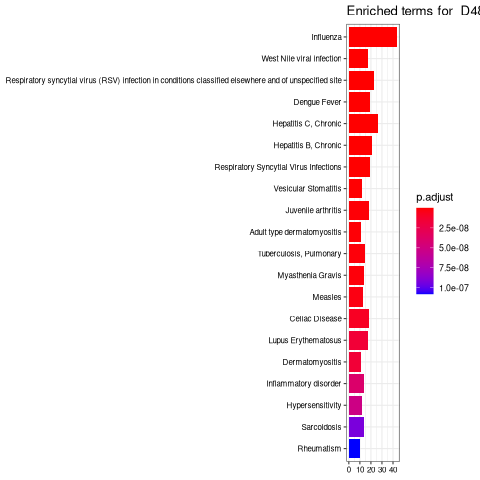 Enriched terms for D48
Influenza
West Nile viral infection
Respiratory syncytial virus (RSV) infection in conditions classified elsewhere and of unspecified site
Dengue Fever
Hepatitis C, Chronic
Hepatitis B, Chronic
Respiratory Syncytial Virus Infections
Vesicular Stomatitis
Juvenile arthritis
Adult type dermatomyositis
Tuberculosis, Pulmonary
Myasthenia Gravis
Measles
Celiac Disease
Lupus Erythematosus
Dermatomyositis
Inflammatory disorder
Hypersensitivity
Sarcoidosis
Rheumatism
0 10 20 30 40
p.adjust
2.5e-08
5.0e-08
7.5e-08
1.0e-07